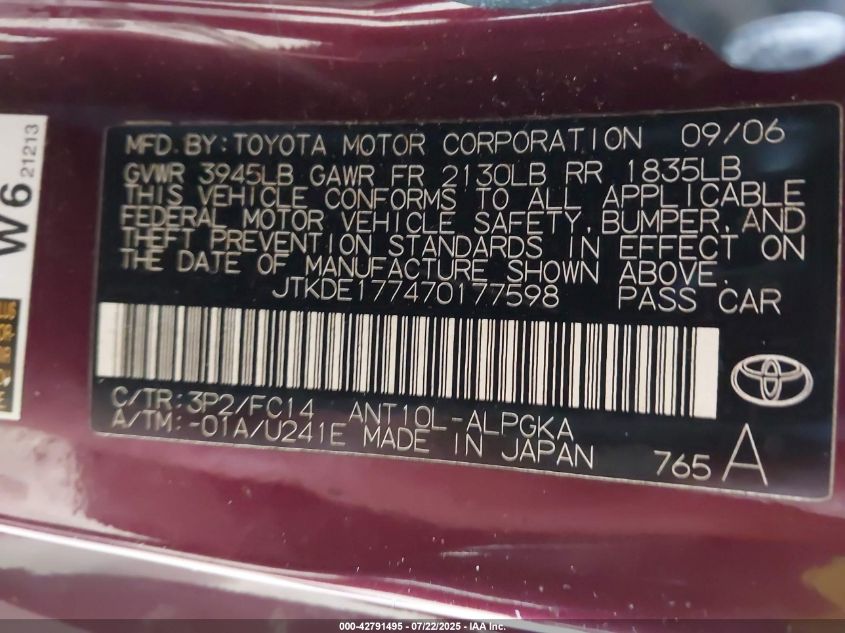 MFD.BY:TOYOTA MOTOR CORPORATION 09/06
GVWR 3945LB GAWR FR 2130LB RR 1835LB
THIS VEHICLE CONFORMS TO ALL APPLICABLE
FEDERAL MOTOR VEHICLE SAFETY,BUMPER,AND
THEFT PREVENTION STANDARDS IN EFFECT ON
THE DATE OF MANUFACTURE SHOWN ABOVE.
JTKDE177470177598 PASS CAR
C/TR:3P2/FC14 ANT10L-ALPGKA
A/TM:-01A/U241E MADE IN JAPAN
765 A
W6
21213
000-42791495 - 07/22/2025 - IAA Inc.